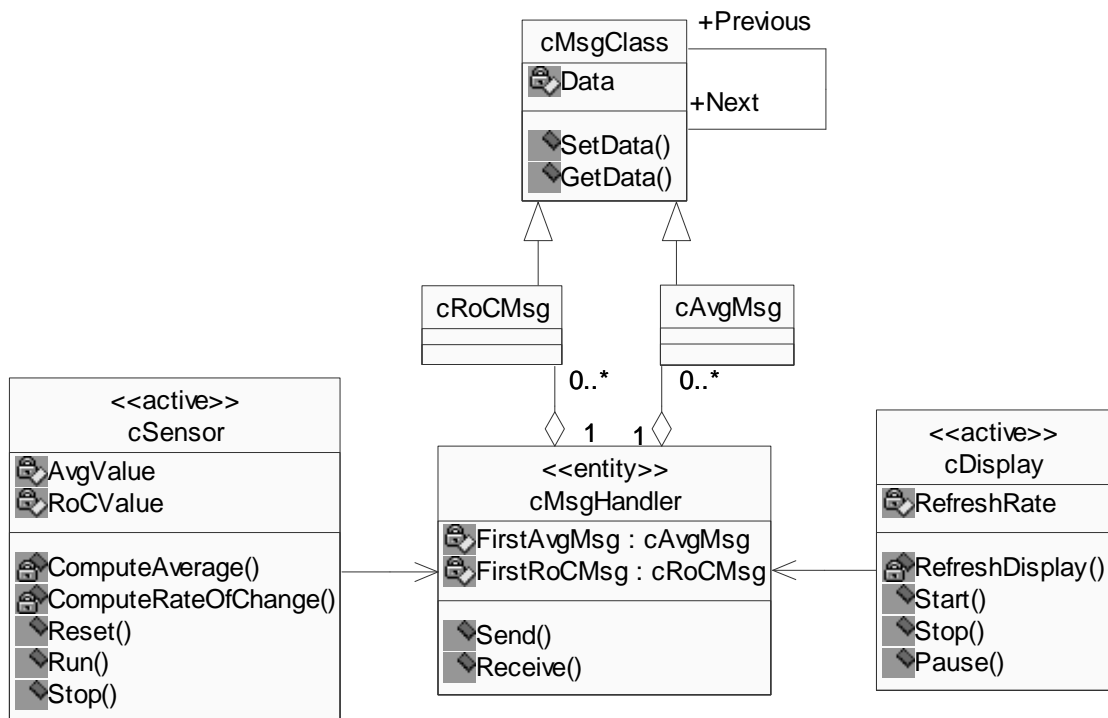 +Previous
cMsgClass
Data
+Next
SetData()
GetData()
cRoCMsg
cAvgMsg
0..*
0..*
1
1
<<active>>
cSensor
AvgValue
RoCValue
ComputeAverage()
ComputeRateOfChange()
Reset()
Run()
Stop()
<<entity>>
cMsgHandler
FirstAvgMsg : cAvgMsg
FirstRoCMsg : cRoCMsg
Send()
Receive()
<<active>>
cDisplay
RefreshRate
RefreshDisplay()
Start()
Stop()
Pause()